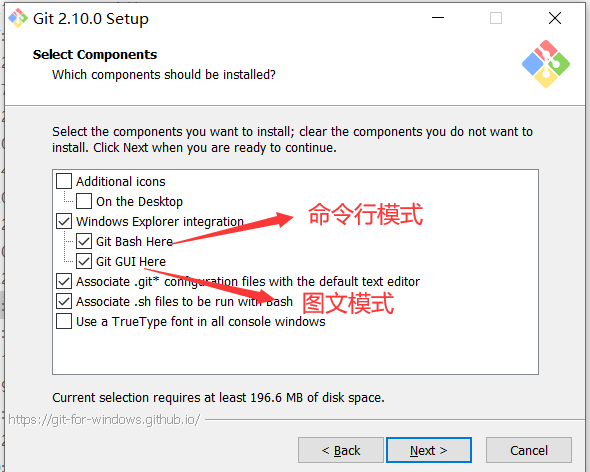 Git 2.10.0 Setup
Select Components
Which components should be installed?
Select the components you want to install; clear the components you do not want to
install. Click Next when you are ready to continue.
Additional icons
On the Desktop
Windows Explorer integration
命令行模式
Git Bash Here
Git GUI Here
Associate .git* configuration files with the default text editor
Associate .sh files to be run with Bash
图文模式
Use a TrueType font in all console windows
Current selection requires at least 196.6 MB of disk space.
https://git-for-windows.github.io/
< Back
Next >
Cancel